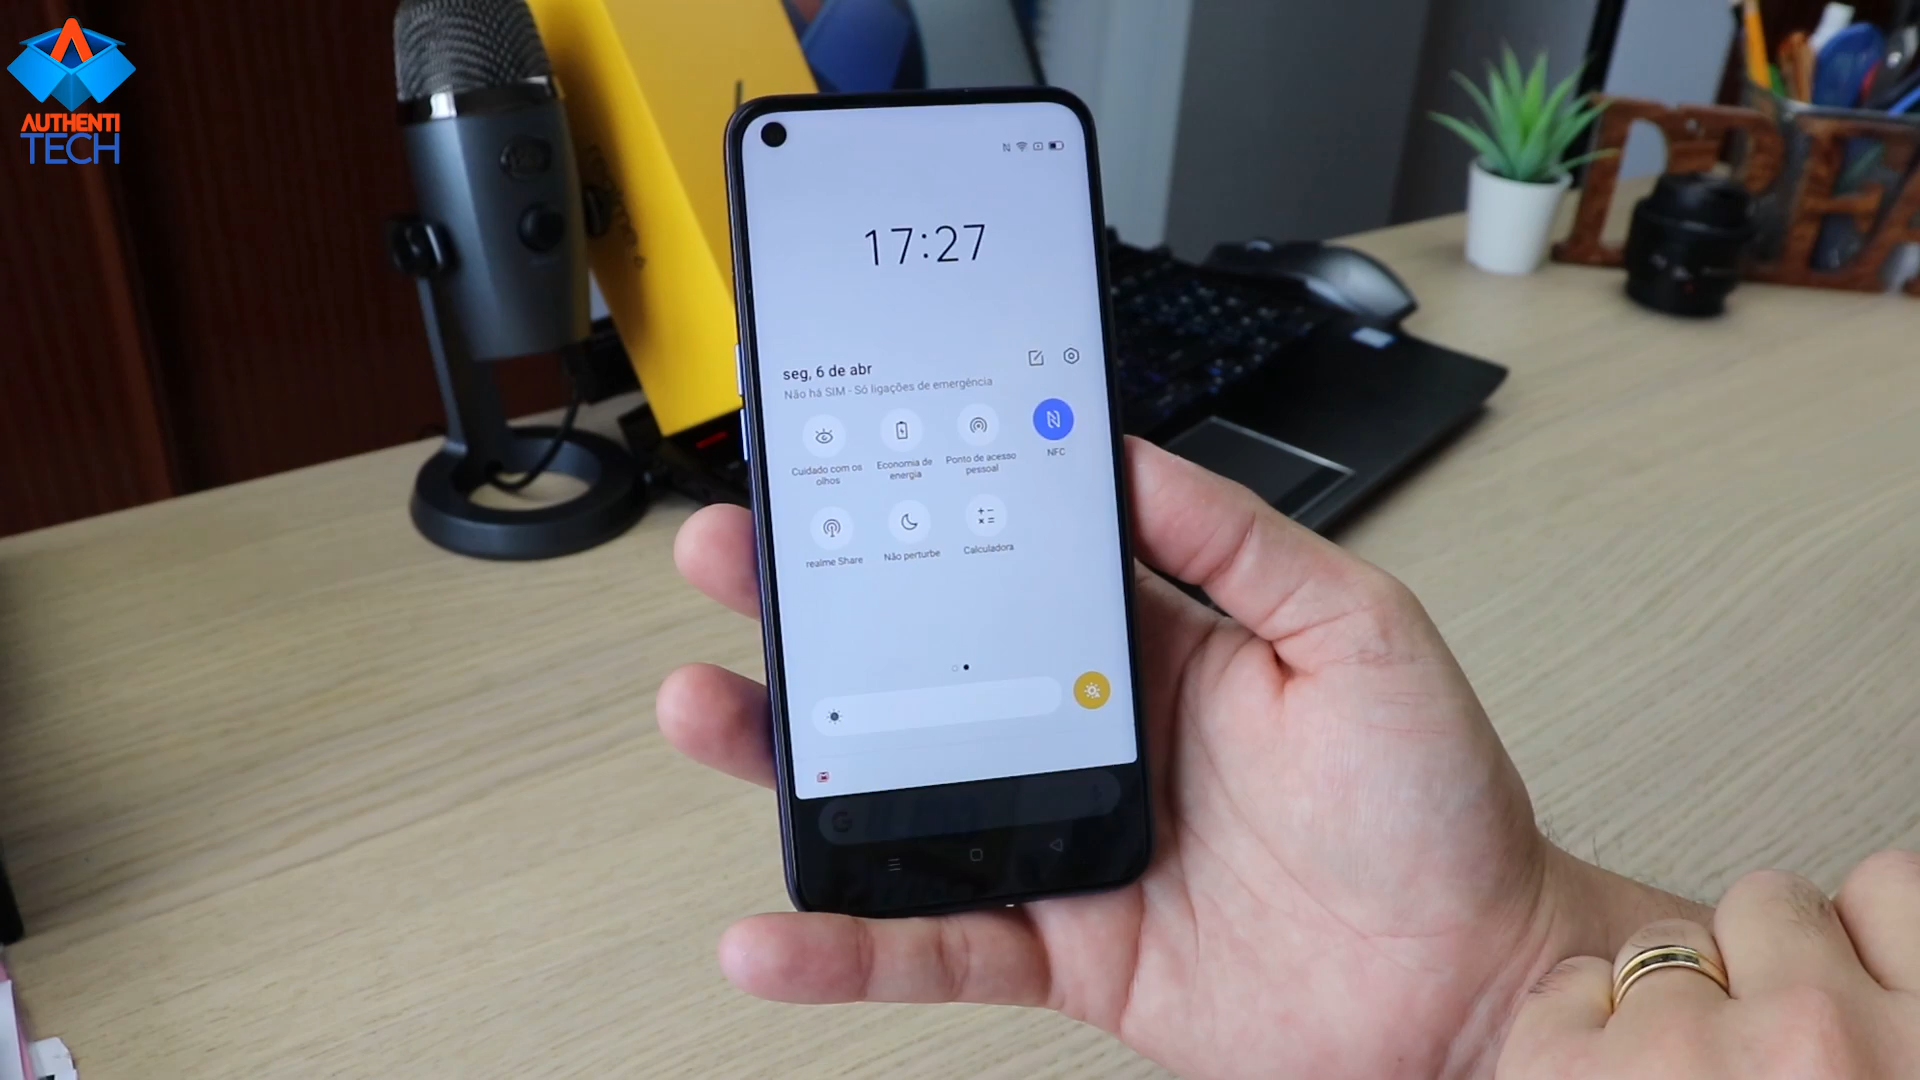 AUTHENTI
TECH
17:27
seg, 6 de abr
Não há SIM - Só ligações de emergência
Cuidado com os
olhos
Economia de
energia
Ponto de acesso
pessoal
NFC
realme Share
Não perturbe
Calculadora